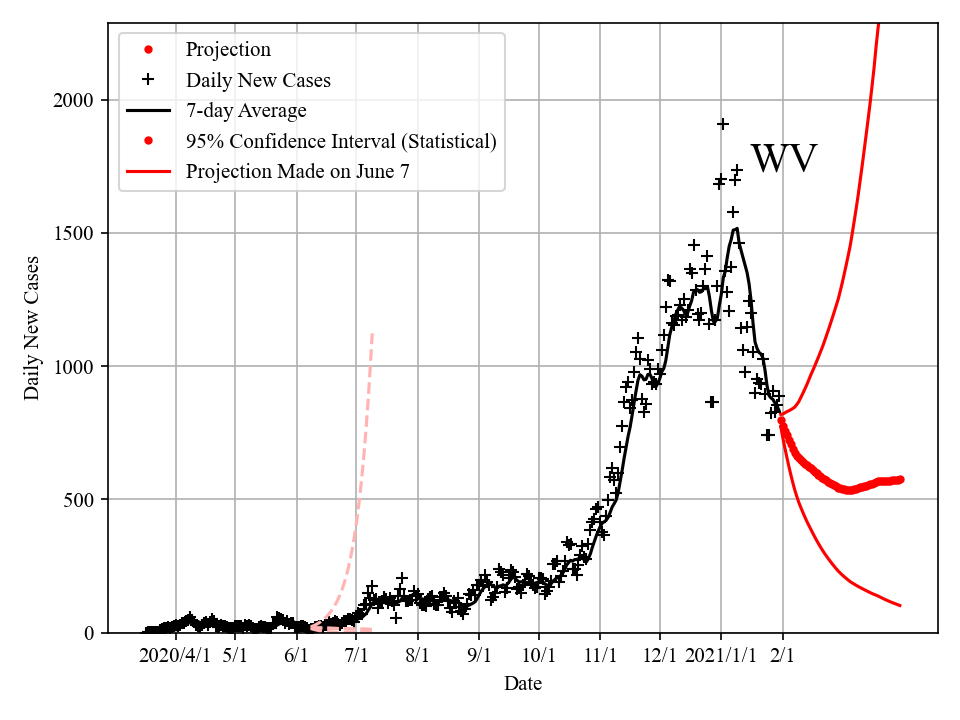 Projection
Daily New Cases
7-day Average
95% Confidence Interval (Statistical)
Projection Made on June 7
WV
2000
1500
1000
500
0
Daily New Cases
2020/4/1 5/1 6/1 7/1 8/1 9/1 10/1 11/1 12/1 2021/1/1 2/1
Date